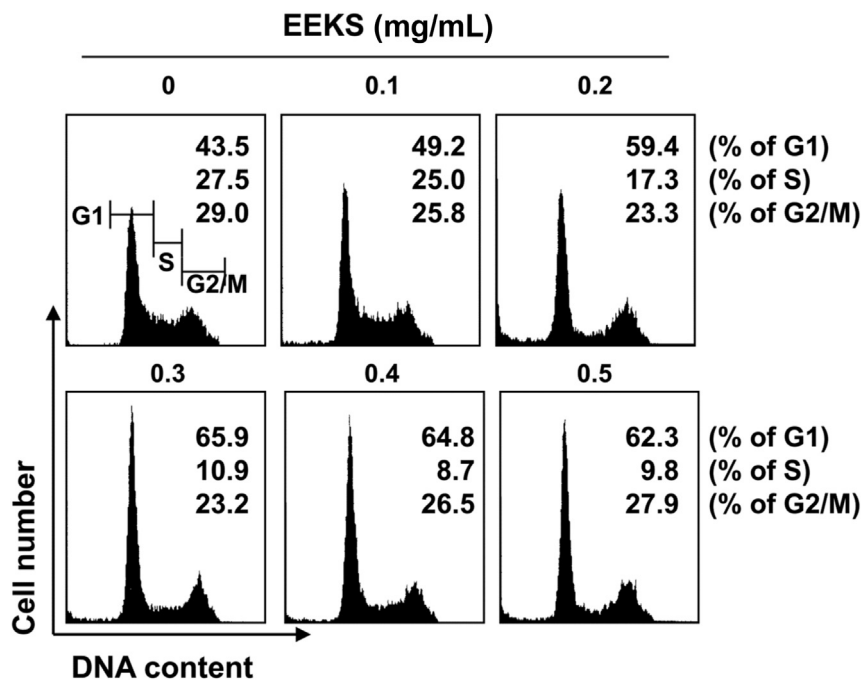 EEKS (mg/mL)
0 0.1 0.2
43.5 49.2 59.4 (% of G1)
27.5 25.0 17.3 (% of S)
G1 29.0 25.8 23.3 (% of G2/M)
S
G2/M
0.3 0.4 0.5
65.9 64.8 62.3 (% of G1)
10.9 8.7 9.8 (% of S)
23.2 26.5 27.9 (% of G2/M)
Cell number
DNA content